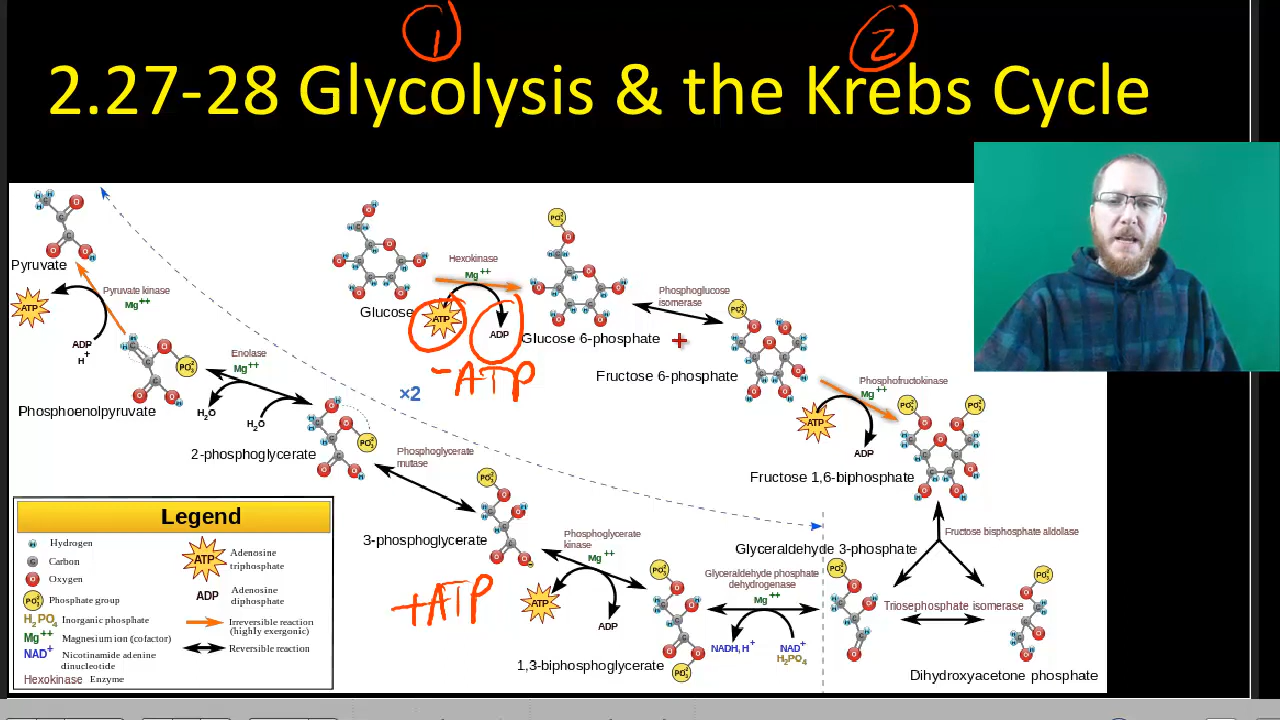 1
2
2.27-28 Glycolysis & the Krebs Cycle
Pyruvate
Pyruvate kinase
Mg++
ATP
ADP
+
H+
Phosphoenolpyruvate
Enolase
Mg++
H2O
H2O
2-phosphoglycerate
×2
Glucose
Hexokinase
Mg++
ATP
ADP
-ATP
Glucose 6-phosphate
Phosphoglucose
isomerase
Fructose 6-phosphate
Phosphofructokinase
Mg++
ATP
ADP
Fructose 1,6-biphosphate
Fructose bisphosphate aldolase
Phosphoglycerate
mutase
3-phosphoglycerate
Phosphoglycerate
kinase
Mg++
+ATP
ATP
ADP
1,3-biphosphoglycerate
Glyceraldehyde 3-phosphate
Glyceraldehyde phosphate
dehydrogenase
Mg++
NADH, H+
NAD+
H2PO4
Triosephosphate isomerase
Dihydroxyacetone phosphate
Legend
Hydrogen
Carbon
Oxygen
Phosphate group
H2PO4 Inorganic phosphate
Mg++ Magnesium ion (cofactor)
NAD+ Nicotinamide adenine
dinucleotide
Hexokinase Enzyme
ATP Adenosine
triphosphate
ADP Adenosine
diphosphate
Irreversible reaction
(highly exergonic)
Reversible reaction